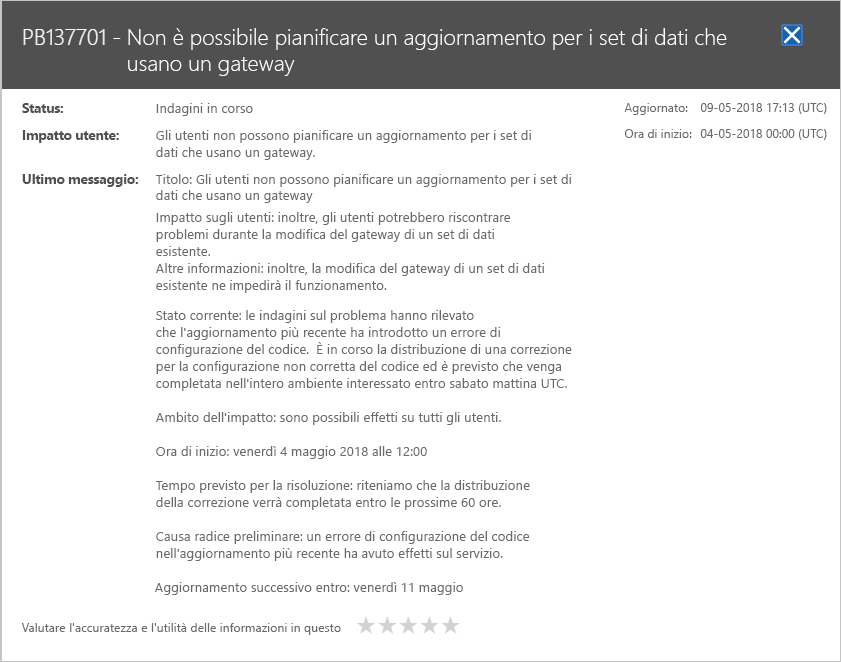 PB137701 - Non è possibile pianificare un aggiornamento per i set di dati che
usano un gateway
Status: Indagini in corso
Aggiornato: 09-05-2018 17:13 (UTC)
Impatto utente: Gli utenti non possono pianificare un aggiornamento per i set di
dati che usano un gateway.
Ora di inizio: 04-05-2018 00:00 (UTC)
Ultimo messaggio: Titolo: Gli utenti non possono pianificare un aggiornamento per i set di
dati che usano un gateway
Impatto sugli utenti: inoltre, gli utenti potrebbero riscontrare
problemi durante la modifica del gateway di un set di dati
esistente.
Altre informazioni: inoltre, la modifica del gateway di un set di dati
esistente ne impedirà il funzionamento.
Stato corrente: le indagini sul problema hanno rilevato
che l'aggiornamento più recente ha introdotto un errore di
configurazione del codice. È in corso la distribuzione di una correzione
per la configurazione non corretta del codice ed è previsto che venga
completata nell'intero ambiente interessato entro sabato mattina UTC.
Ambito dell'impatto: sono possibili effetti su tutti gli utenti.
Ora di inizio: venerdì 4 maggio 2018 alle 12:00
Tempo previsto per la risoluzione: riteniamo che la distribuzione
della correzione verrà completata entro le prossime 60 ore.
Causa radice preliminare: un errore di configurazione del codice
nell'aggiornamento più recente ha avuto effetti sul servizio.
Aggiornamento successivo entro: venerdì 11 maggio
Valutare l'accuratezza e l'utilità delle informazioni in questo